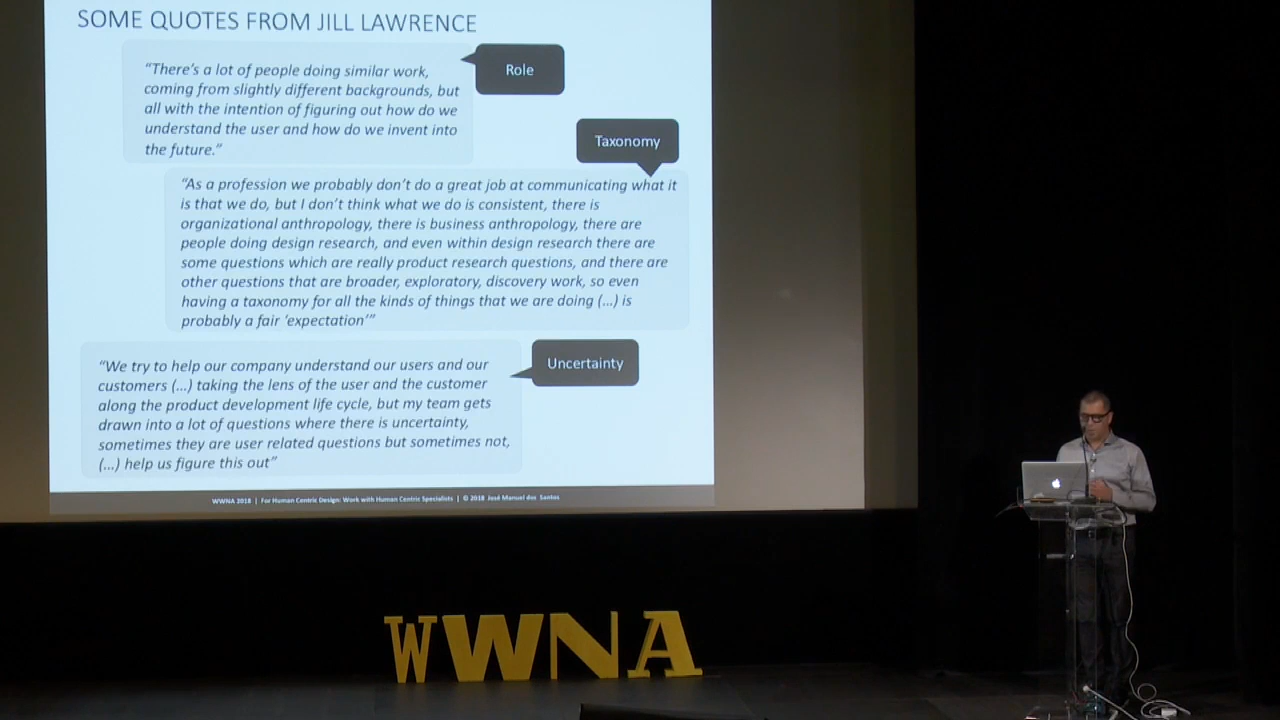 SOME QUOTES FROM JILL LAWRENCE
Role
“There’s a lot of people doing similar work,
coming from slightly different backgrounds, but
all with the intention of figuring out how do we
understand the user and how do we invent into
the future.”
Taxonomy
“As a profession we probably don’t do a great job at communicating what it
is that we do, but I don’t think what we do is consistent, there is
organizational anthropology, there is business anthropology, there are
people doing design research, and even within design research there are
some questions which are really product research questions, and there are
other questions that are broader, exploratory, discovery work, so even
having a taxonomy for all the kinds of things that we are doing (...) is
probably a fair ‘expectation’”
Uncertainty
“We try to help our company understand our users and our
customers (...) taking the lens of the user and the customer
along the product development life cycle, but my team gets
drawn into a lot of questions where there is uncertainty,
sometimes they are user related questions but sometimes not,
(...) help us figure this out”
WWNA 2018 | For Human Centric Design: Work with Human Centric Specialists | © 2018 José Manuel dos Santos
WWNA